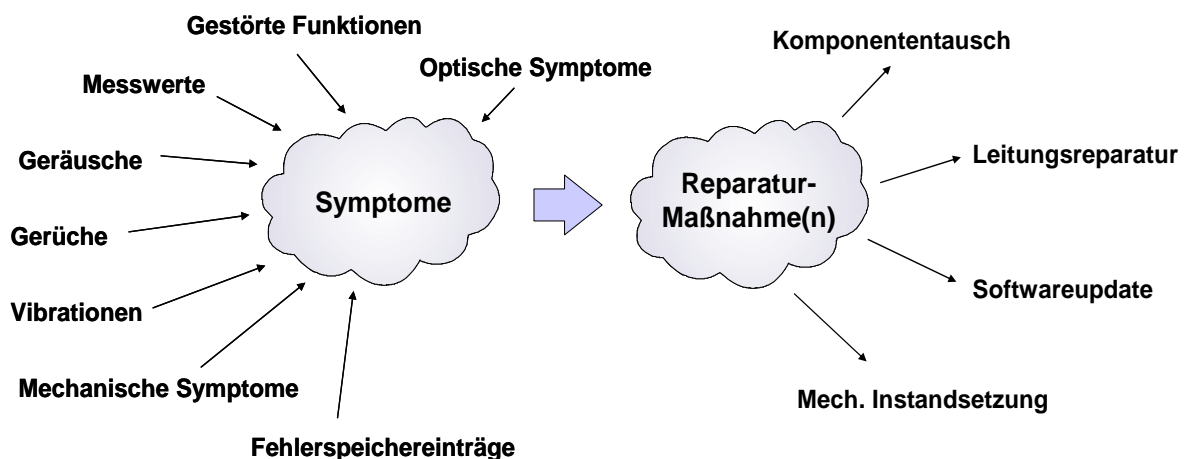 Gestörte Funktionen
Optische Symptome
Messwerte
Geräusche
Gerüche
Vibrationen
Mechanische Symptome
Fehlerspeichereinträge
Symptome
Reparatur-
Maßnahme(n)
Komponententausch
Leitungsreparatur
Softwareupdate
Mech. Instandsetzung